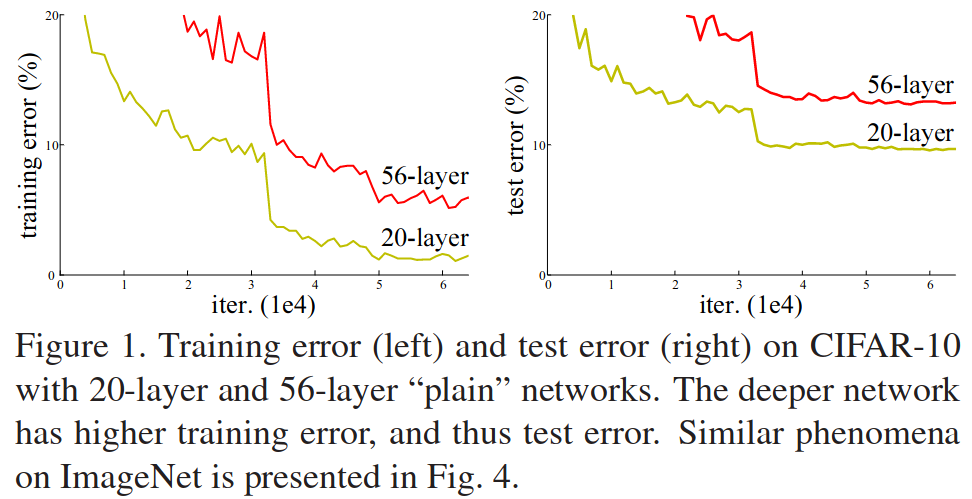 training error (%)
20
10
0
0 1 2 3 4 5 6
iter. (1e4)
56-layer
20-layer
test error (%)
20
10
0
0 1 2 3 4 5 6
iter. (1e4)
56-layer
20-layer
Figure 1. Training error (left) and test error (right) on CIFAR-10
with 20-layer and 56-layer “plain” networks. The deeper network
has higher training error, and thus test error. Similar phenomena
on ImageNet is presented in Fig. 4.